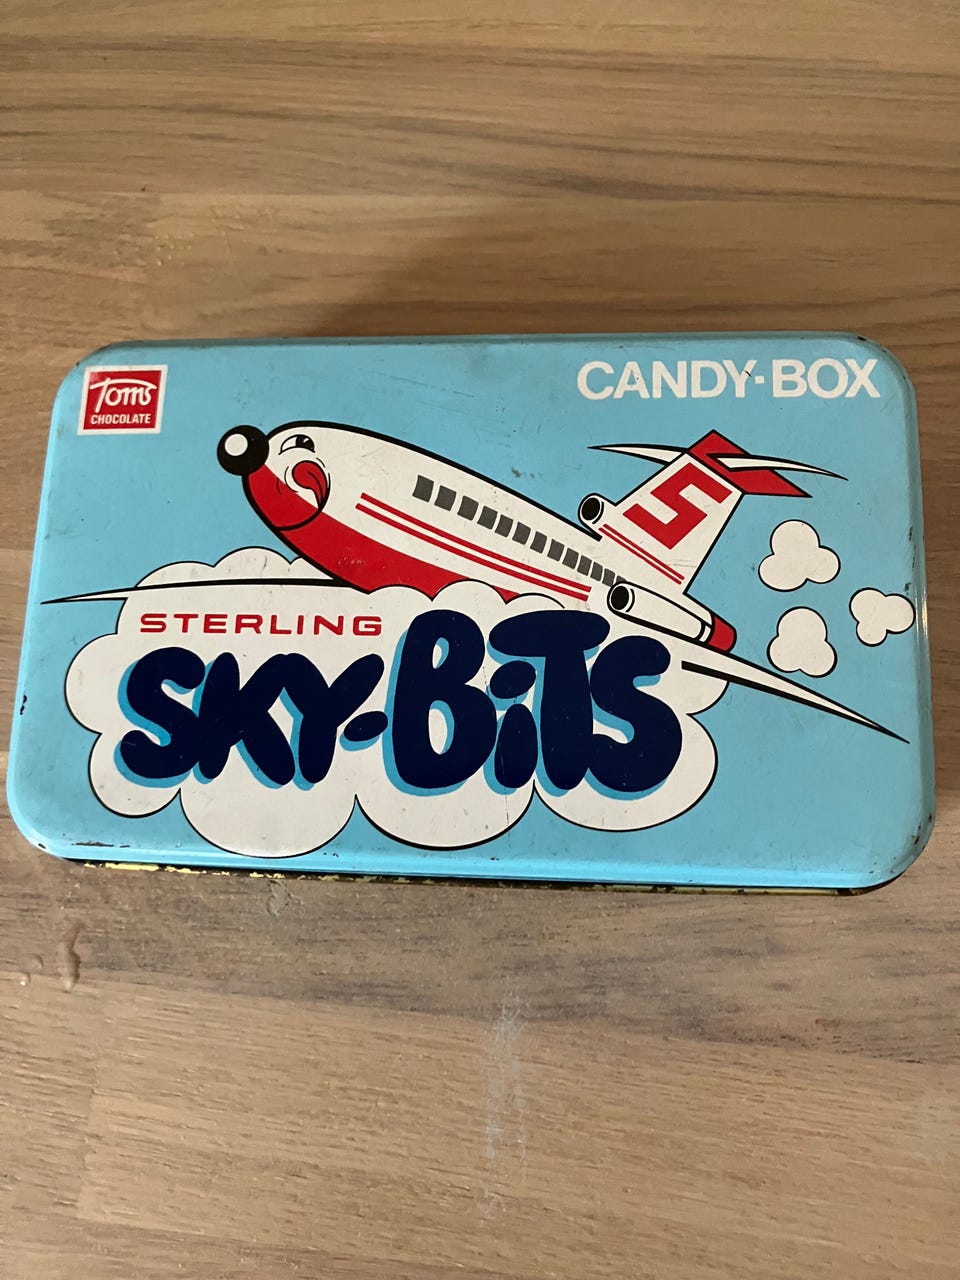 Toms
CHOCOLATE
CANDY-BOX
S
STERLING
SKY-BiTS